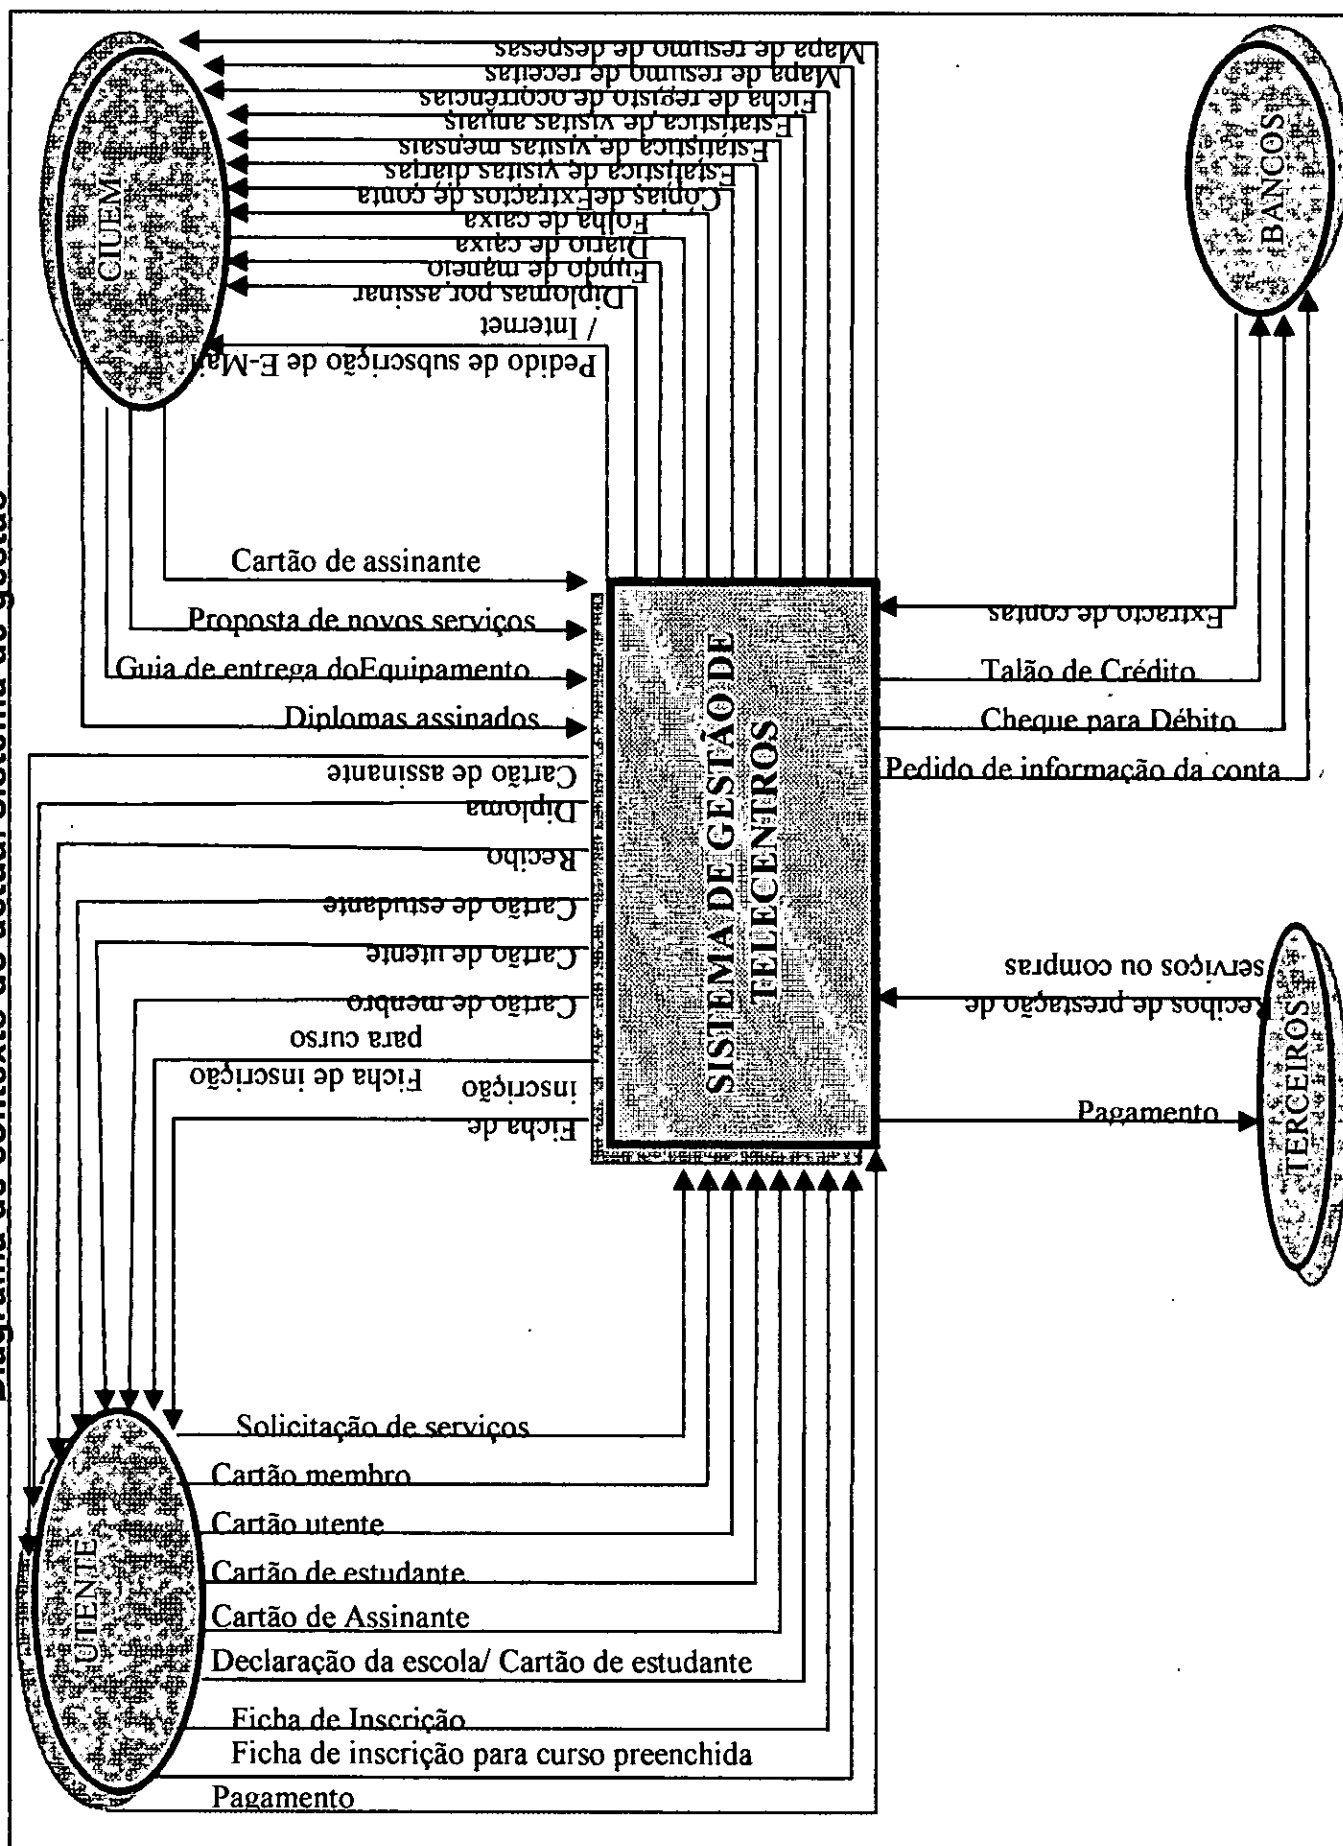 Diagrama de contexto do actual sistema de gestão
CIUEM
Mapa de resumo de despesas
Mapa de resumo de receitas
Ficha de registo de ocorrências
Estatística de visitas anuais
Estatística de visitas mensais
Estatística de visitas diarias
Copias deExtractos de conta
Folha de caixa
Diario de caixa
Fundo de maneio
Diplomas por assinar
Pedido de subscrição de E-Mail
/ Internet
BANCOS
Cartão de assinante
Proposta de novos serviços
Guia de entrega doEquipamento
Diplomas assinados
Cartão de assinante
Diploma
Recibo
Cartão de estudante
Cartão de utente
Cartão de menbro
Ficha de inscrição
para curso
Ficha de
inscrição
SISTEMA DE GESTÃO DE
TELECENTROS
Extracto de contas
Talão de Crédito
Cheque para Débito
Pedido de informação da conta
Recibos de prestação de
serviços ou compras
Pagamento
TERCEIROS
UTENTE
Solicitação de serviços
Cartão membro
Cartão utente
Cartão de estudante
Cartão de Assinante
Declaração da escola/ Cartão de estudante
Ficha de Inscrição
Ficha de inscrição para curso preenchida
Pagamento